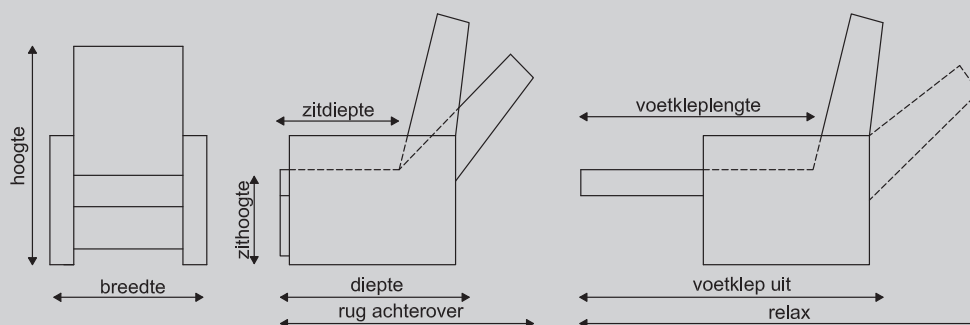 hoogte
breedte
zitdiepte
zithoogte
diepte
rug achterover
voetkleplengte
voetklep uit
relax